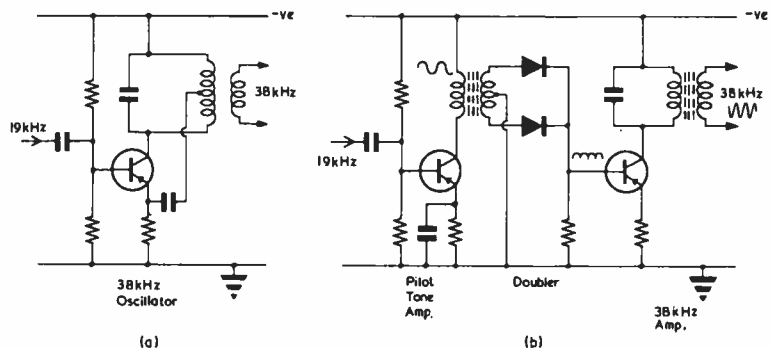 -ve
38kHz
19kHz
38kHz
Oscillator
(a)
-ve
38kHz
19kHz
Pilot
Tone
Amp.
Doubler
38kHz
Amp.
(b)